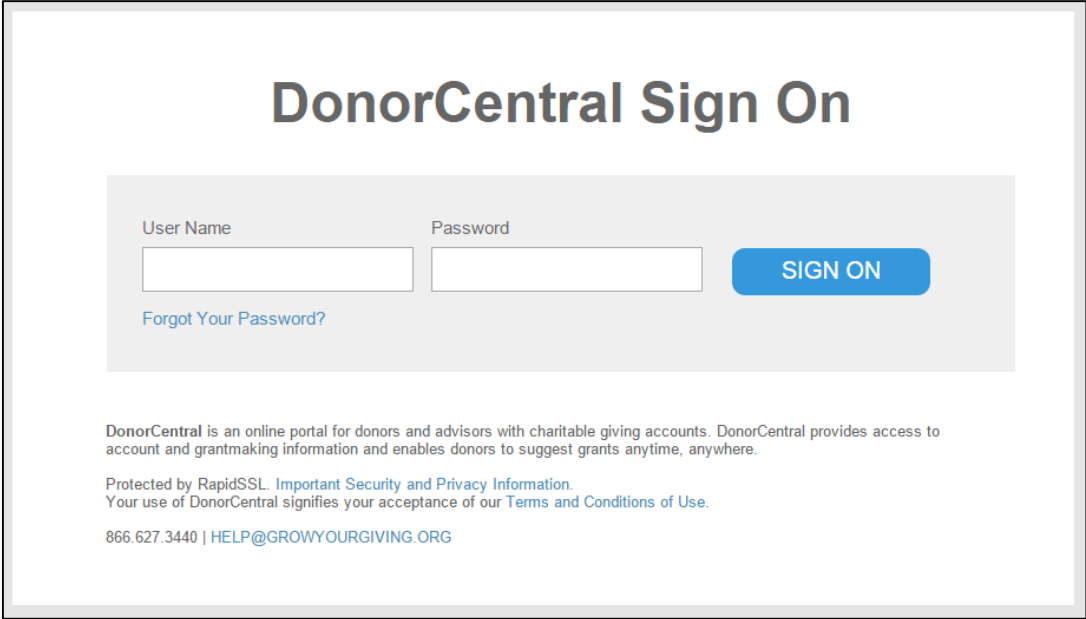 DonorCentral Sign On
User Name
Password
SIGN ON
Forgot Your Password?
DonorCentral is an online portal for donors and advisors with charitable giving accounts. DonorCentral provides access to
account and grantmaking information and enables donors to suggest grants anytime, anywhere.
Protected by RapidSSL. Important Security and Privacy Information.
Your use of DonorCentral signifies your acceptance of our Terms and Conditions of Use.
866.627.3440 | HELP@GROWYOURGIVING.ORG